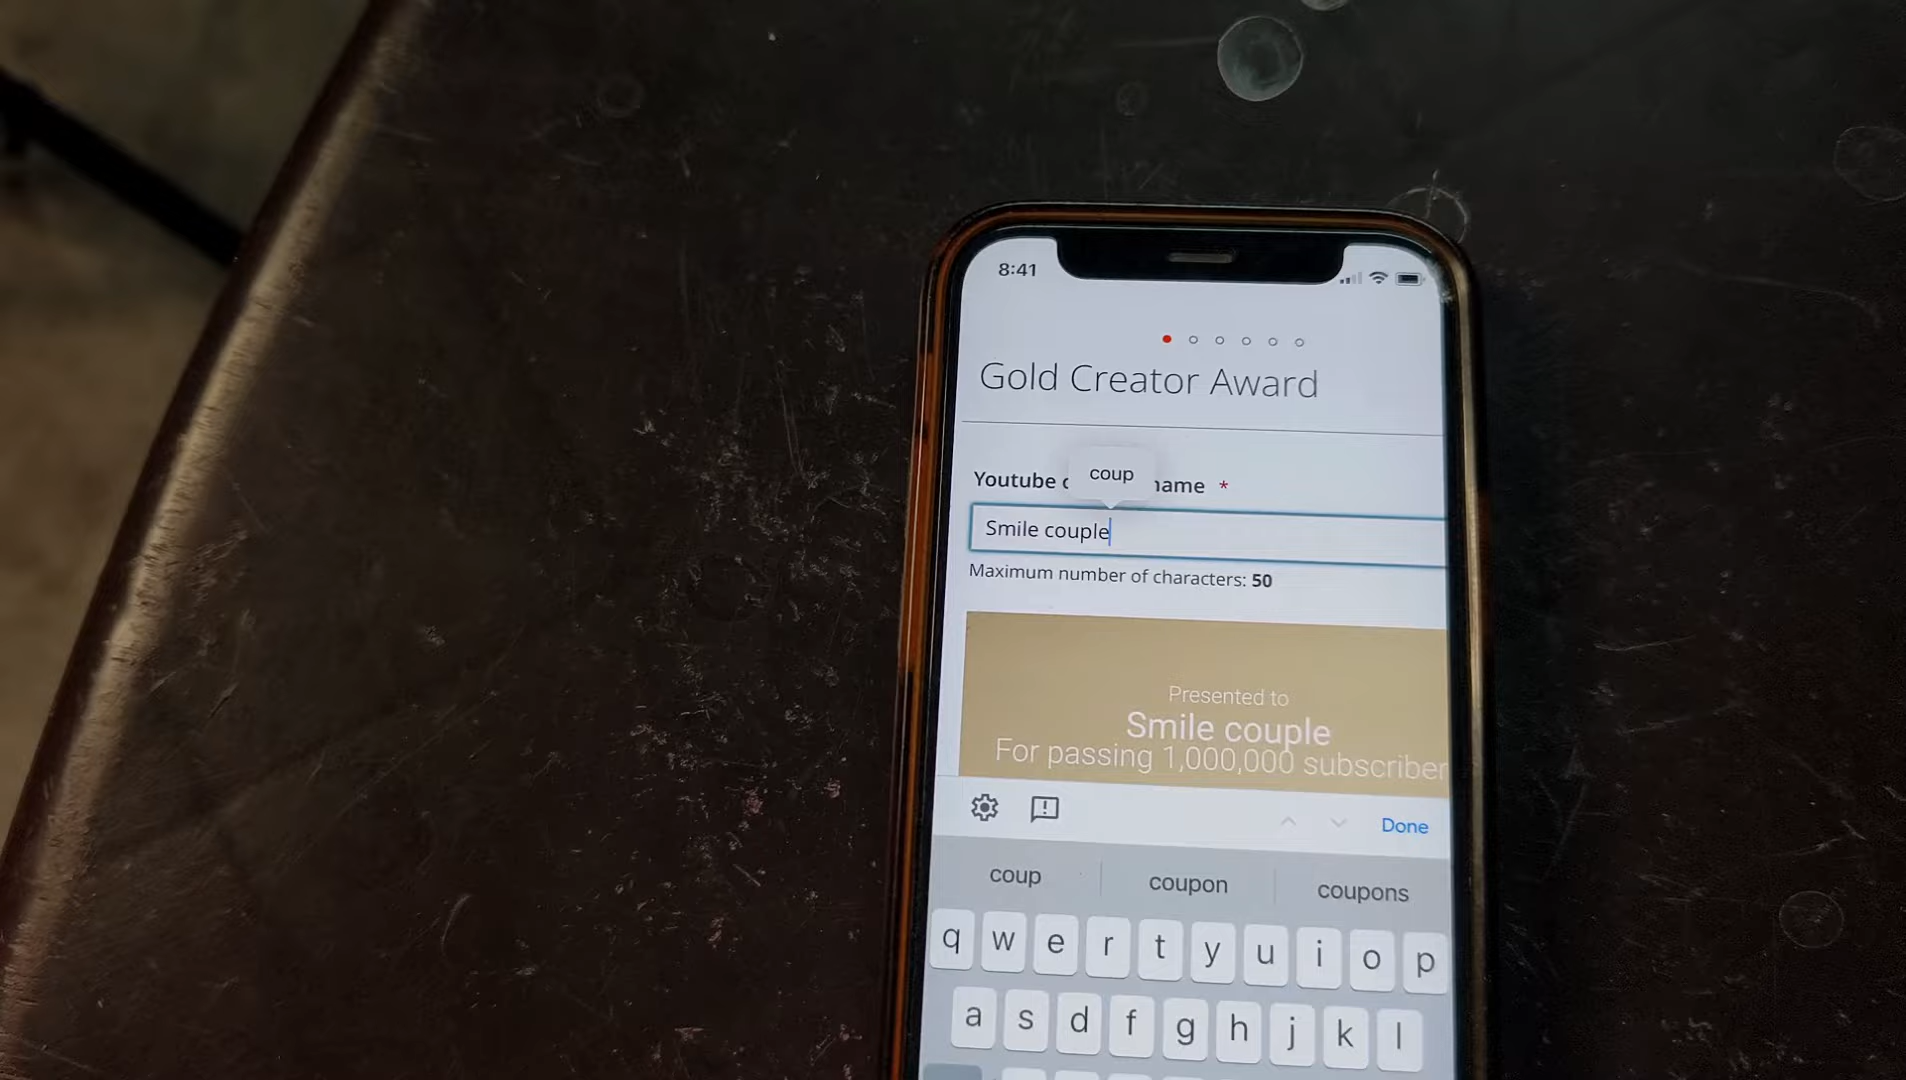 8:41
Gold Creator Award
coup
Youtube c name *
Smile couple
Maximum number of characters: 50
Presented to
Smile couple
For passing 1,000,000 subscriber
Done
coup coupon coupons
q w e r t y u i o p
a s d f g h j k l